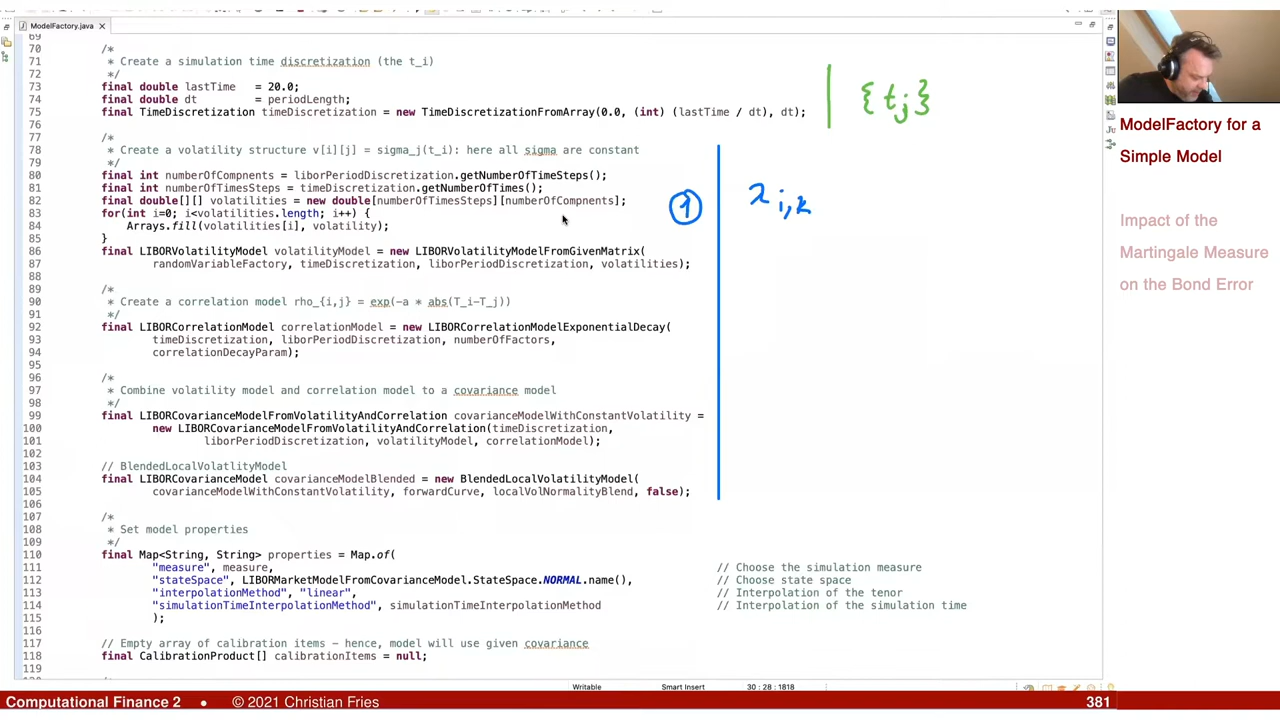 ModelFactory.java
69
70 /*
71 * Create a simulation time discretization (the t_i)
72 */
73 final double lastTime = 20.0;
74 final double dt = periodLength;
75 final TimeDiscretization timeDiscretization = new TimeDiscretizationFromArray(0.0, (int) (lastTime / dt), dt);
{tj}
76
77 /*
78 * Create a volatility structure v[i][j] = sigma_j(t_i): here all sigma are constant
79 */
80 final int numberOfCompnents = liborPeriodDiscretization.getNumberOfTimeSteps();
81 final int numberOfTimesSteps = timeDiscretization.getNumberOfTimes();
82 final double[][] volatilities = new double[numberOfTimesSteps][numberOfCompnents];
1 λi,k
83 for(int i=0; i<volatilities.length; i++) {
84 Arrays.fill(volatilities[i], volatility);
85 }
86 final LIBORVolatilityModel volatilityModel = new LIBORVolatilityModelFromGivenMatrix(
87 randomVariableFactory, timeDiscretization, liborPeriodDiscretization, volatilities);
88
89 /*
90 * Create a correlation model rho_{i,j} = exp(-a * abs(T_i-T_j))
91 */
92 final LIBORCorrelationModel correlationModel = new LIBORCorrelationModelExponentialDecay(
93 timeDiscretization, liborPeriodDiscretization, numberOfFactors,
94 correlationDecayParam);
95
96 /*
97 * Combine volatility model and correlation model to a covariance model
98 */
99 final LIBORCovarianceModelFromVolatilityAndCorrelation covarianceModelWithConstantVolatility =
100 new LIBORCovarianceModelFromVolatilityAndCorrelation(timeDiscretization,
101 liborPeriodDiscretization, volatilityModel, correlationModel);
102
103 // BlendedLocalVolatlityModel
104 final LIBORCovarianceModel covarianceModelBlended = new BlendedLocalVolatilityModel(
105 covarianceModelWithConstantVolatility, forwardCurve, localVolNormalityBlend, false);
106
107 /*
108 * Set model properties
109 */
110 final Map<String, String> properties = Map.of(
111 "measure", measure, // Choose the simulation measure
112 "stateSpace", LIBORMarketModelFromCovarianceModel.StateSpace.NORMAL.name(), // Choose state space
113 "interpolationMethod", "linear", // Interpolation of the tenor
114 "simulationTimeInterpolationMethod", simulationTimeInterpolationMethod // Interpolation of the simulation time
115 );
116
117 // Empty array of calibration items - hence, model will use given covariance
118 final CalibrationProduct[] calibrationItems = null;
119
Writable Smart Insert 30 : 28 : 1818
ModelFactory for a
Simple Model
Impact of the
Martingale Measure
on the Bond Error
Computational Finance 2 • © 2021 Christian Fries 381